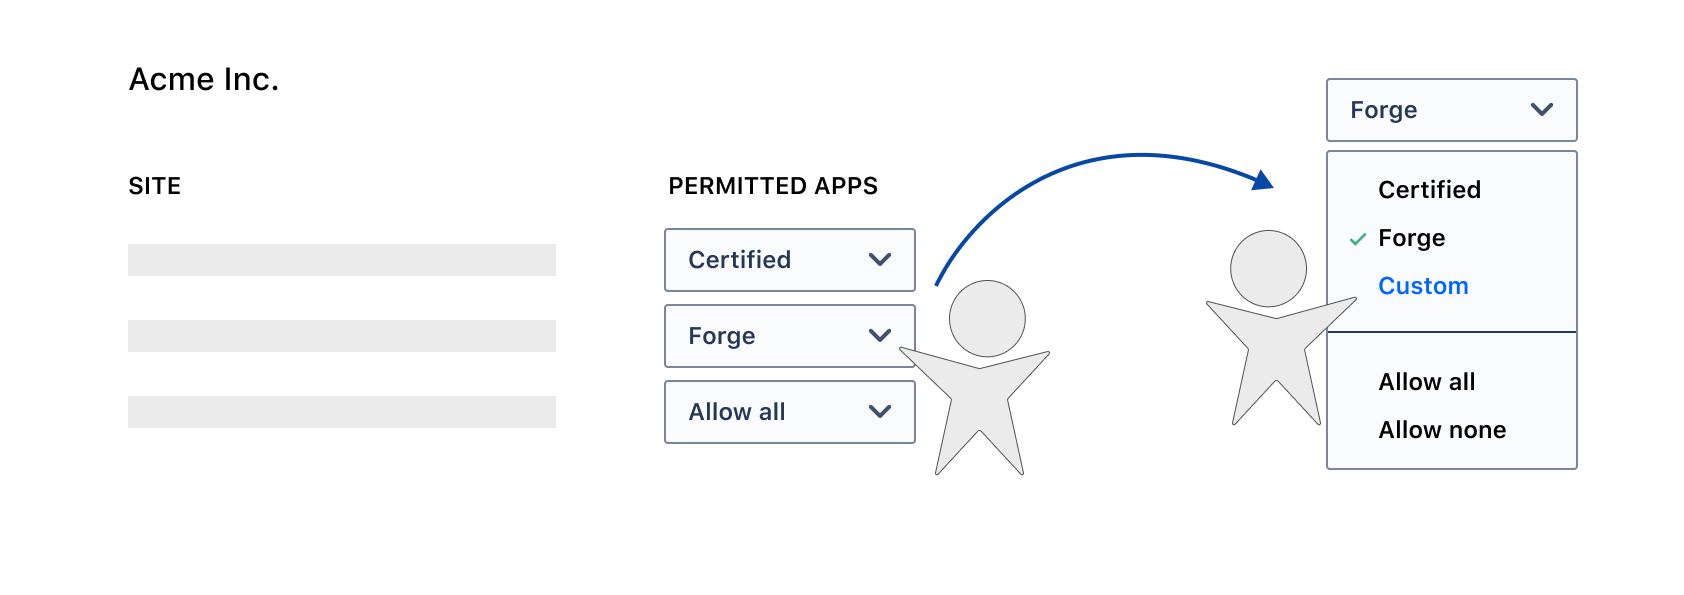 Acme Inc.
SITE
PERMITTED APPS
Certified
Forge
Allow all
Forge
Certified
Forge
Custom
Allow all
Allow none